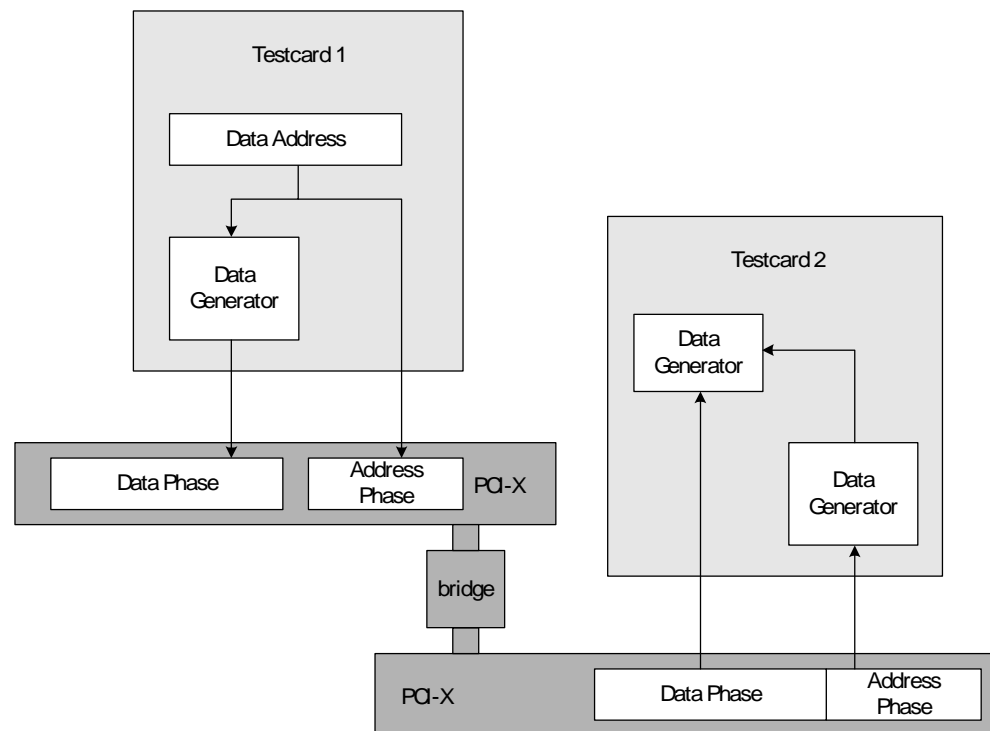 Testcard 1
Data Address
Data
Generator
Testcard 2
Data
Generator
Data Phase
Address
Phase
PCI-X
Data
Generator
bridge
PCI-X
Data Phase
Address
Phase